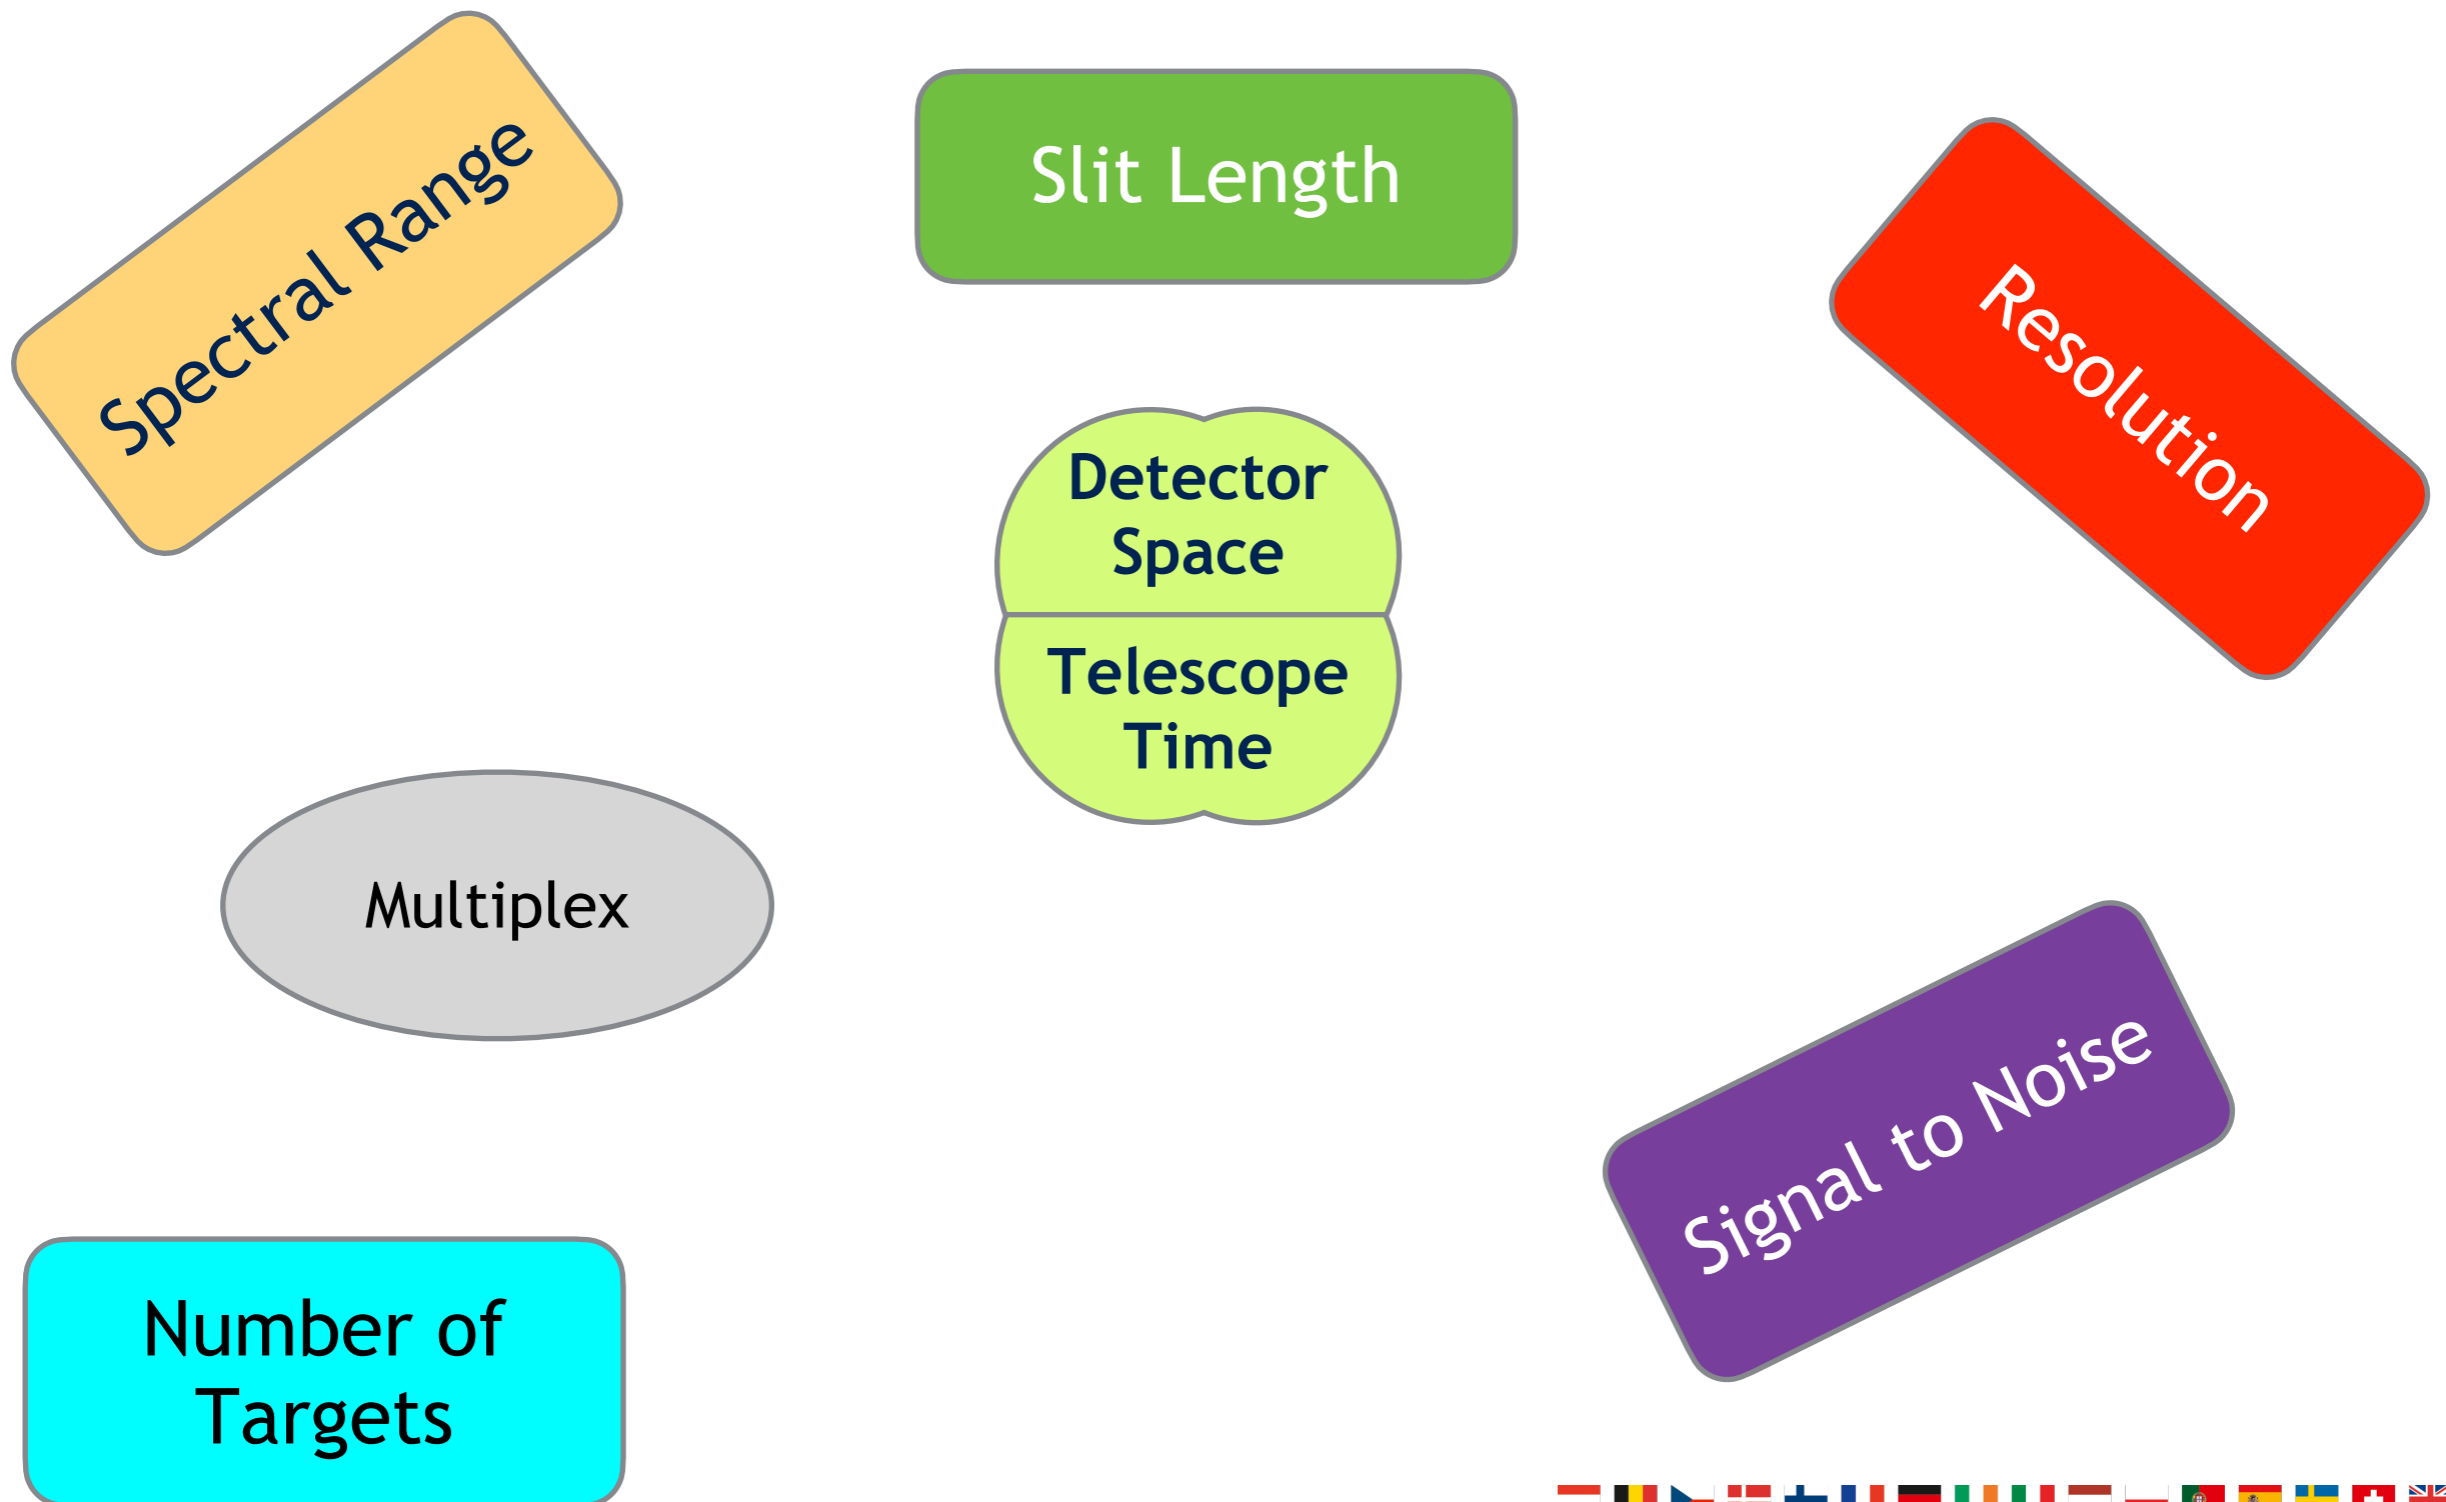 Spectral Range
Slit Length
Resolution
Detector
Space
Telescope
Time
Multiplex
Signal to Noise
Number of
Targets